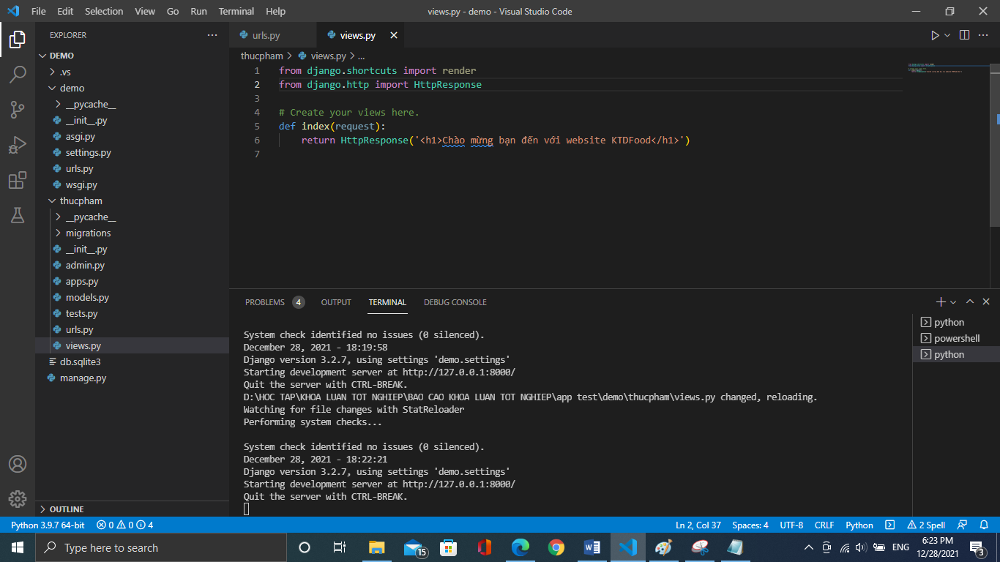 File Edit Selection View Go Run Terminal Help
views.py - demo - Visual Studio Code
EXPLORER
DEMO
.vs
demo
__pycache__
__init__.py
asgi.py
settings.py
urls.py
wsgi.py
thucpham
__pycache__
migrations
__init__.py
admin.py
apps.py
models.py
tests.py
urls.py
views.py
db.sqlite3
manage.py
OUTLINE
urls.py views.py
thucpham > views.py > ...
1 from django.shortcuts import render
2 from django.http import HttpResponse
3
4 # Create your views here.
5 def index(request):
6 return HttpResponse('<h1>Chào mừng bạn đến với website KTDFood</h1>')
7
PROBLEMS 4 OUTPUT TERMINAL DEBUG CONSOLE
System check identified no issues (0 silenced).
December 28, 2021 - 18:19:58
Django version 3.2.7, using settings 'demo.settings'
Starting development server at http://127.0.0.1:8000/
Quit the server with CTRL-BREAK.
D:\HOC TAP\KHOA LUAN TOT NGHIEP\BAO CAO KHOA LUAN TOT NGHIEP\app test\demo\thucpham\views.py changed, reloading.
Watching for file changes with StatReloader
Performing system checks...
System check identified no issues (0 silenced).
December 28, 2021 - 18:22:21
Django version 3.2.7, using settings 'demo.settings'
Starting development server at http://127.0.0.1:8000/
Quit the server with CTRL-BREAK.
python
powershell
python
Python 3.9.7 64-bit 0 0 4
Ln 2, Col 37 Spaces: 4 UTF-8 CRLF Python 2 Spell
Type here to search
15
ENG
6:23 PM
12/28/2021
3